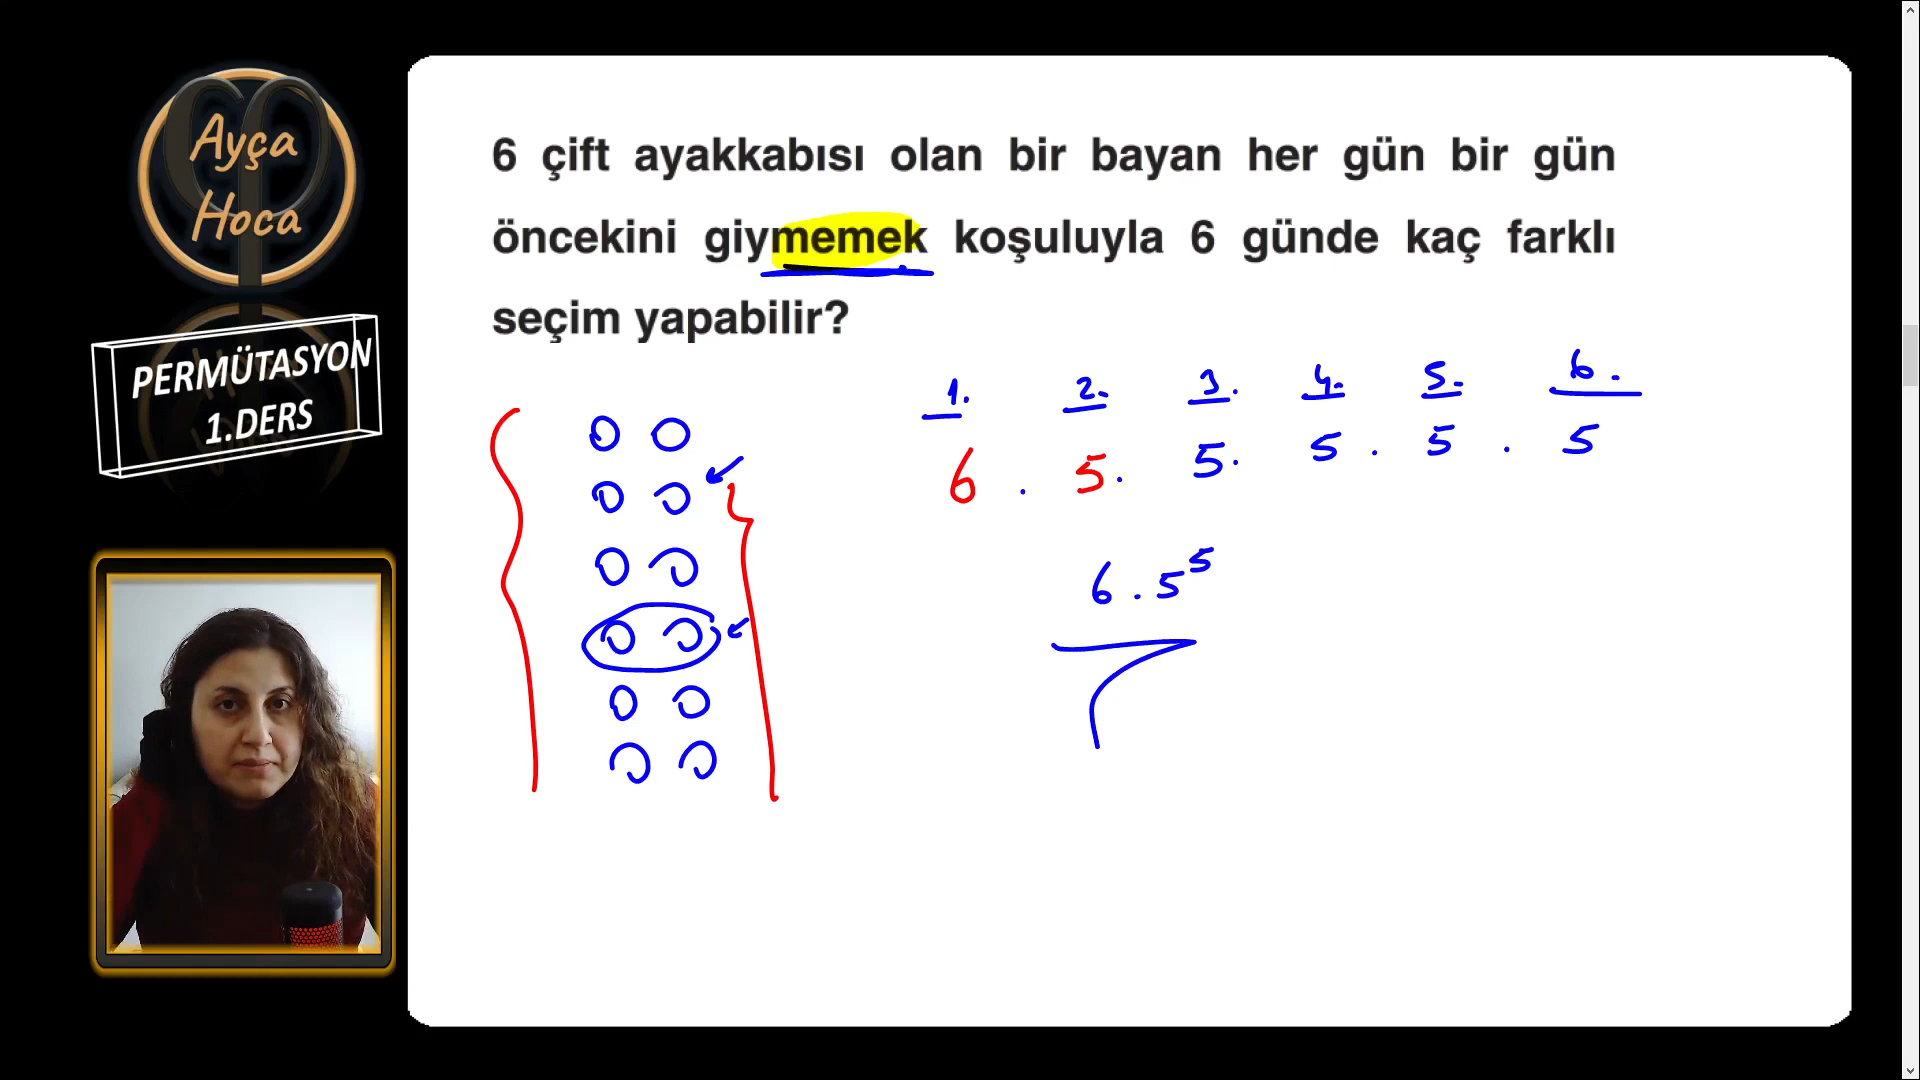 Ayça
Hoca
PERMÜTASYON
1.DERS
6 çift ayakkabısı olan bir bayan her gün bir gün
öncekini giymemek koşuluyla 6 günde kaç farklı
seçim yapabilir?
1. 2. 3. 4. 5. 6.
6 . 5 . 5 . 5 . 5 . 5
6 . 5⁵